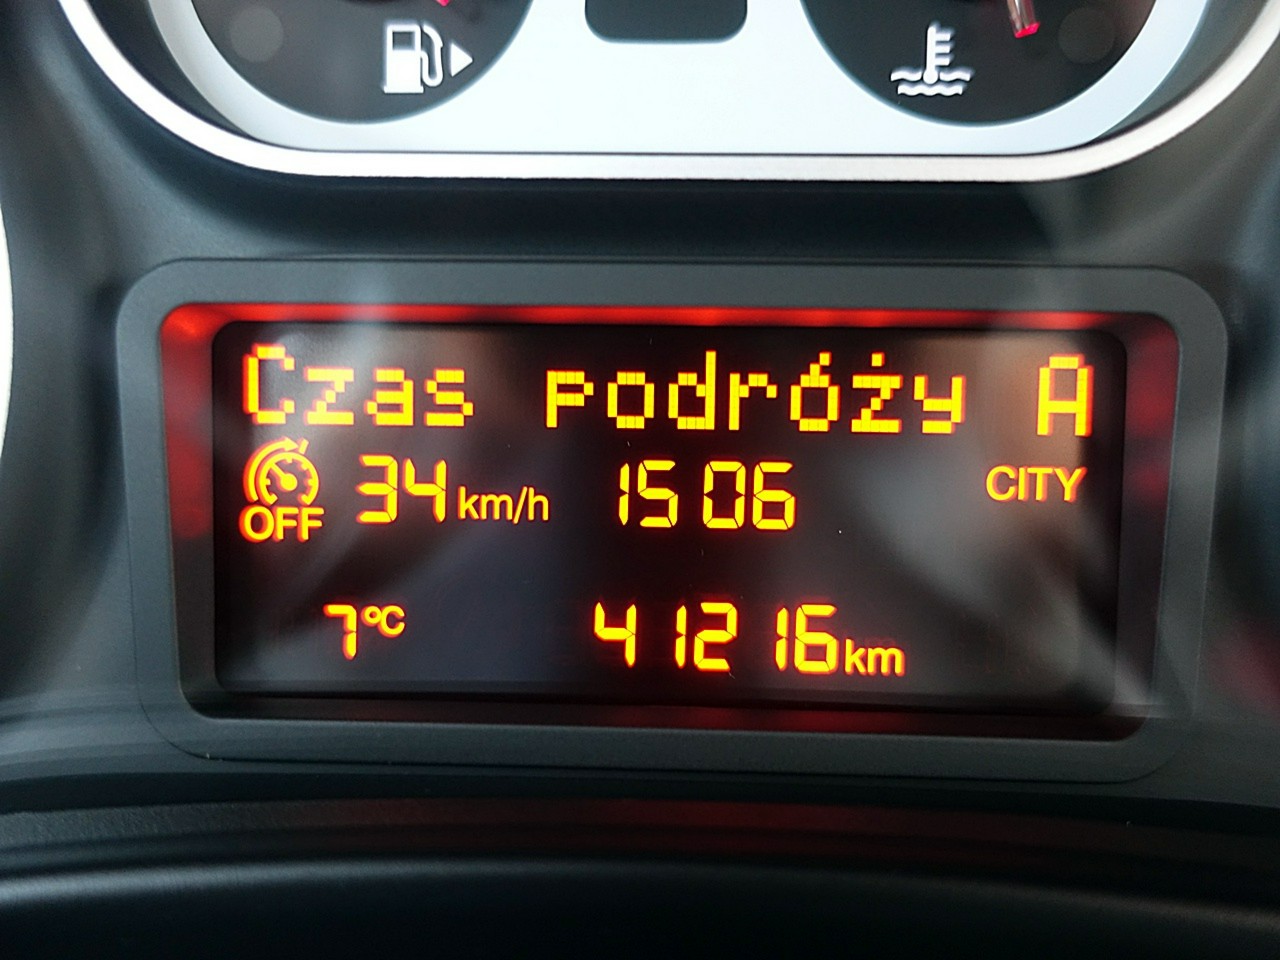 Czas podróży A
OFF 34 km/h 15 06 CITY
7°C 41216 km